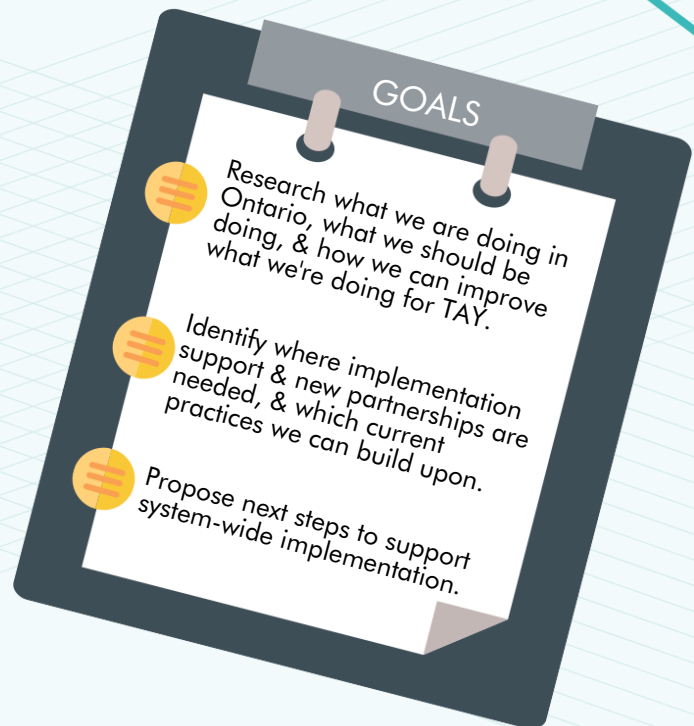 GOALS
Research what we are doing in
Ontario, what we should be
doing, & how we can improve
what we're doing for TAY.
Identify where implementation
support & new partnerships are
needed, & which current
practices we can build upon.
Propose next steps to support
system-wide implementation.